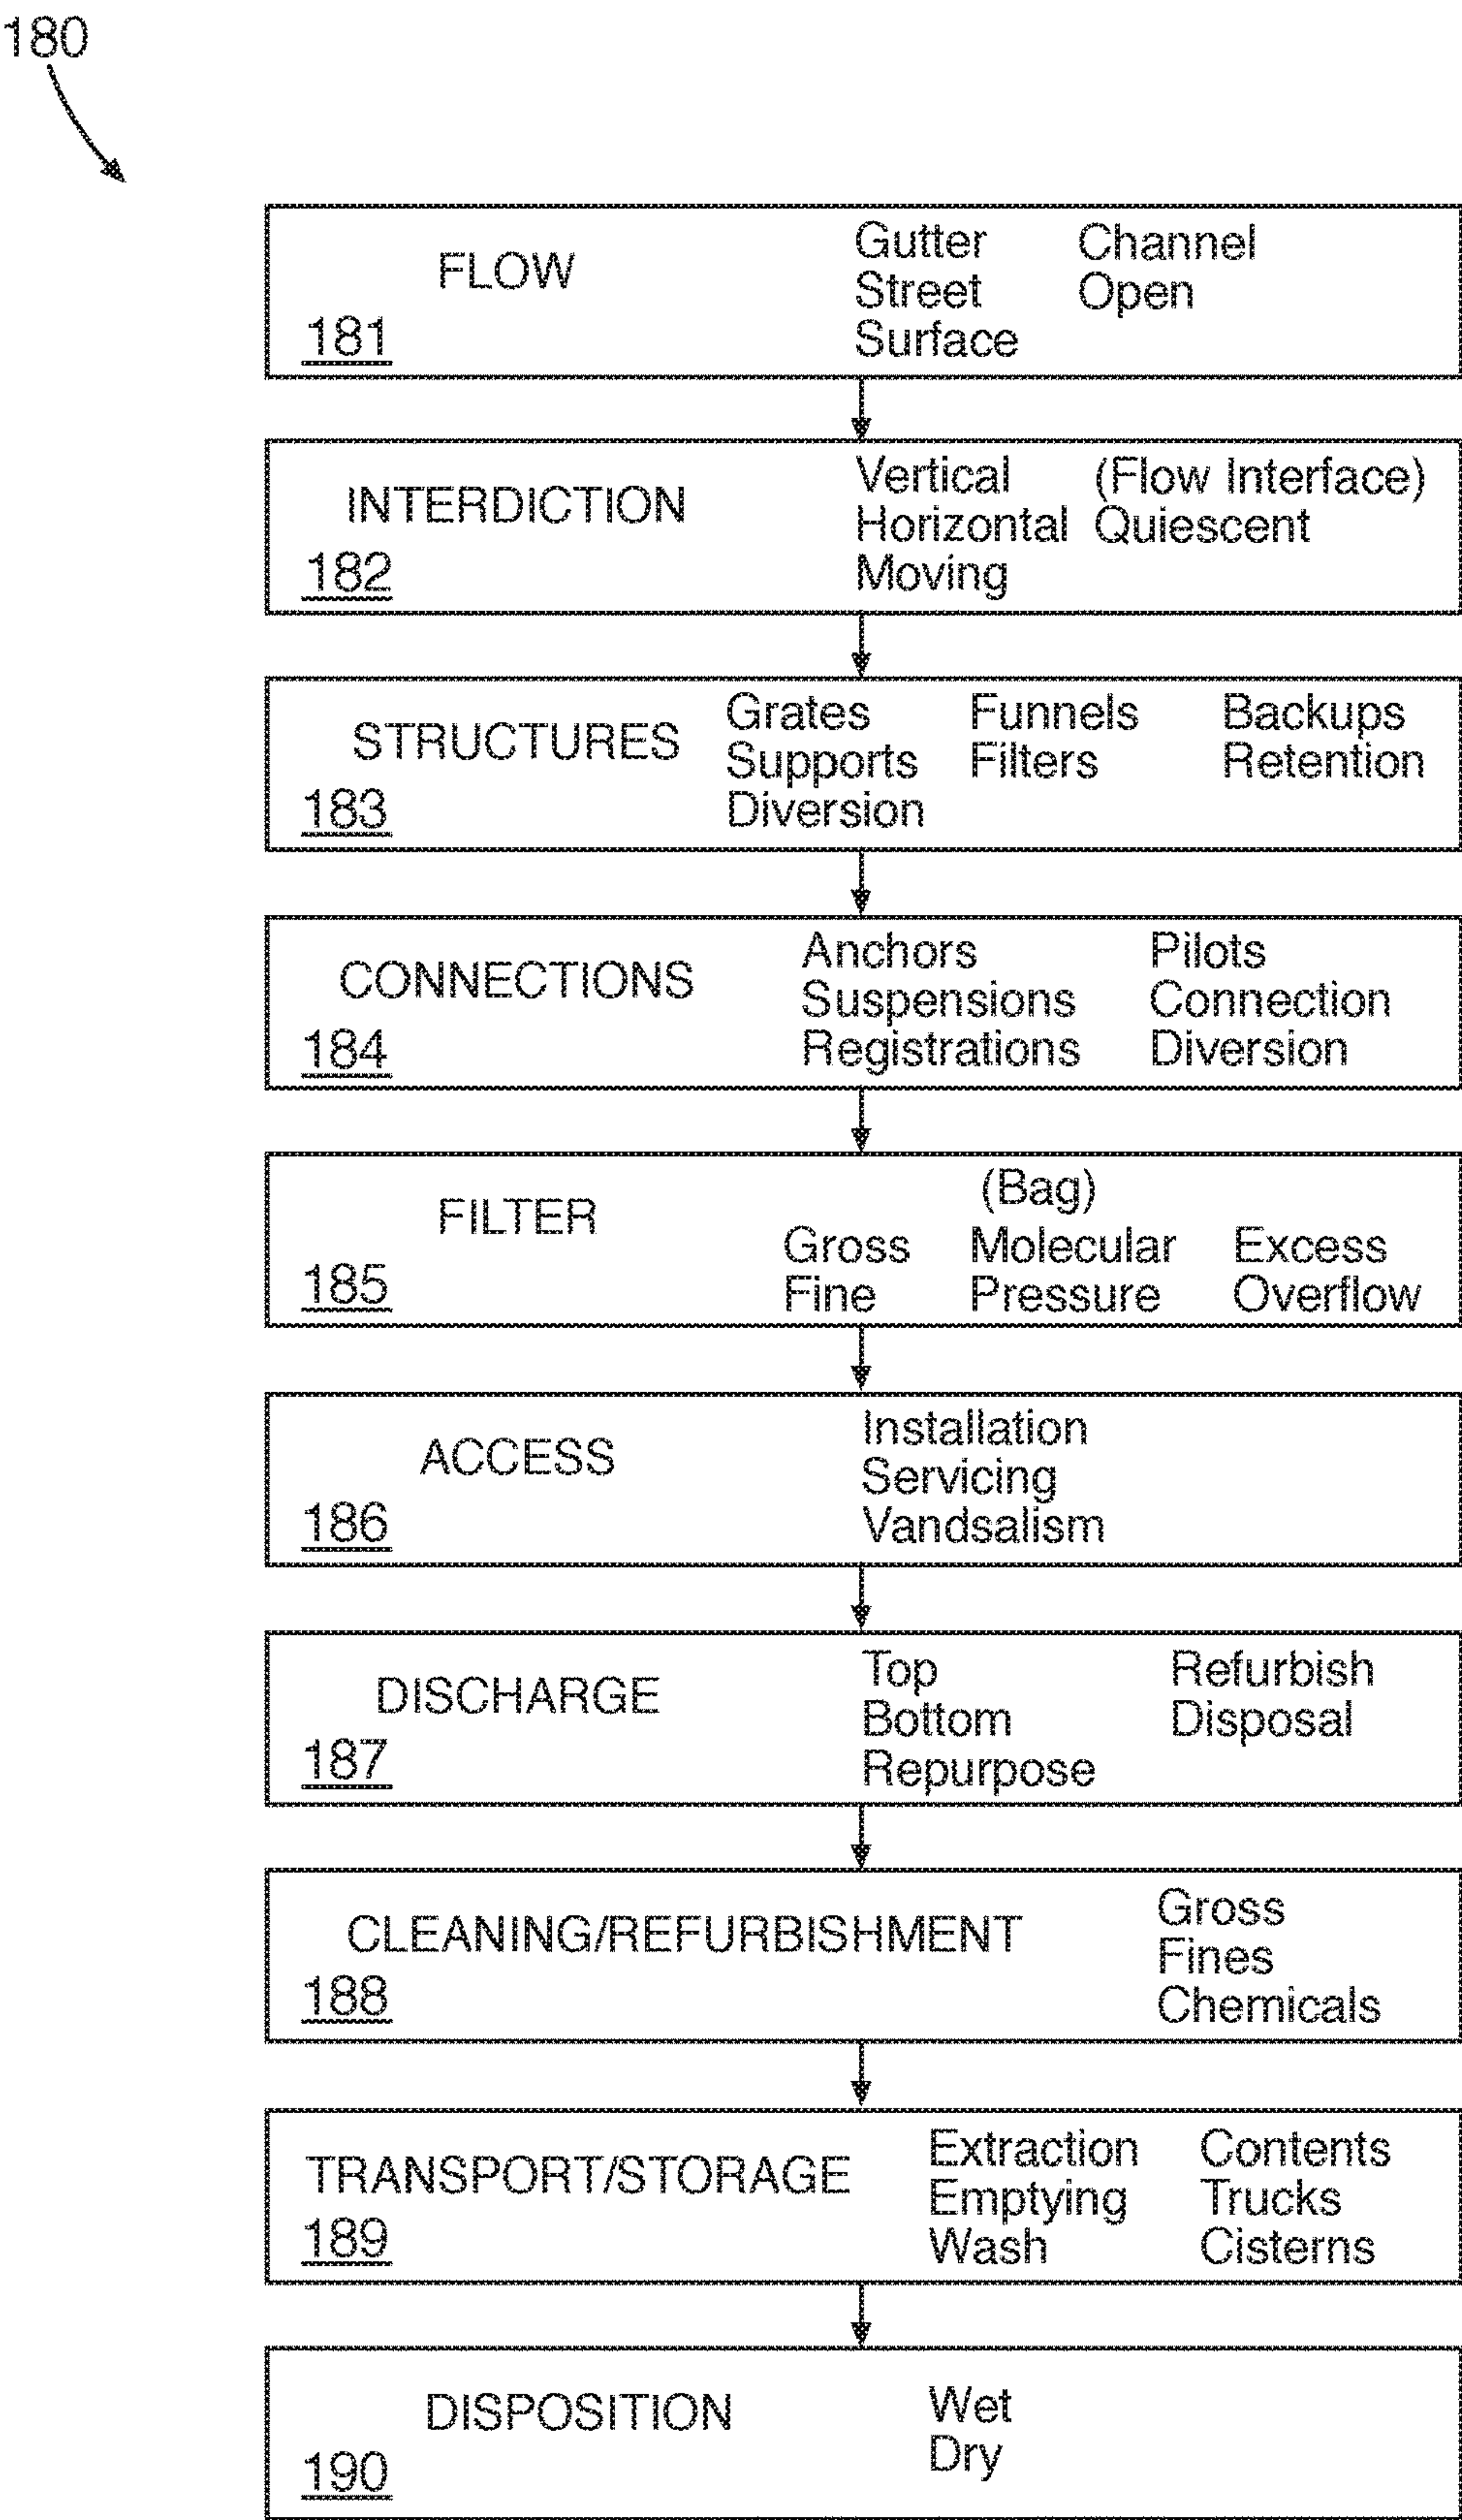 180
FLOW
181
Gutter Channel
Street Open
Surface
INTERDICTION
182
Vertical (Flow Interface)
Horizontal Quiescent
Moving
STRUCTURES
183
Grates Funnels Backups
Supports Filters Retention
Diversion
CONNECTIONS
184
Anchors Pilots
Suspensions Connection
Registrations Diversion
FILTER
185
(Bag)
Gross Molecular Excess
Fine Pressure Overflow
ACCESS
186
Installation
Servicing
Vandsalism
DISCHARGE
187
Top Refurbish
Bottom Disposal
Repurpose
CLEANING/REFURBISHMENT
188
Gross
Fines
Chemicals
TRANSPORT/STORAGE
189
Extraction Contents
Emptying Trucks
Wash Cisterns
DISPOSITION
190
Wet
Dry